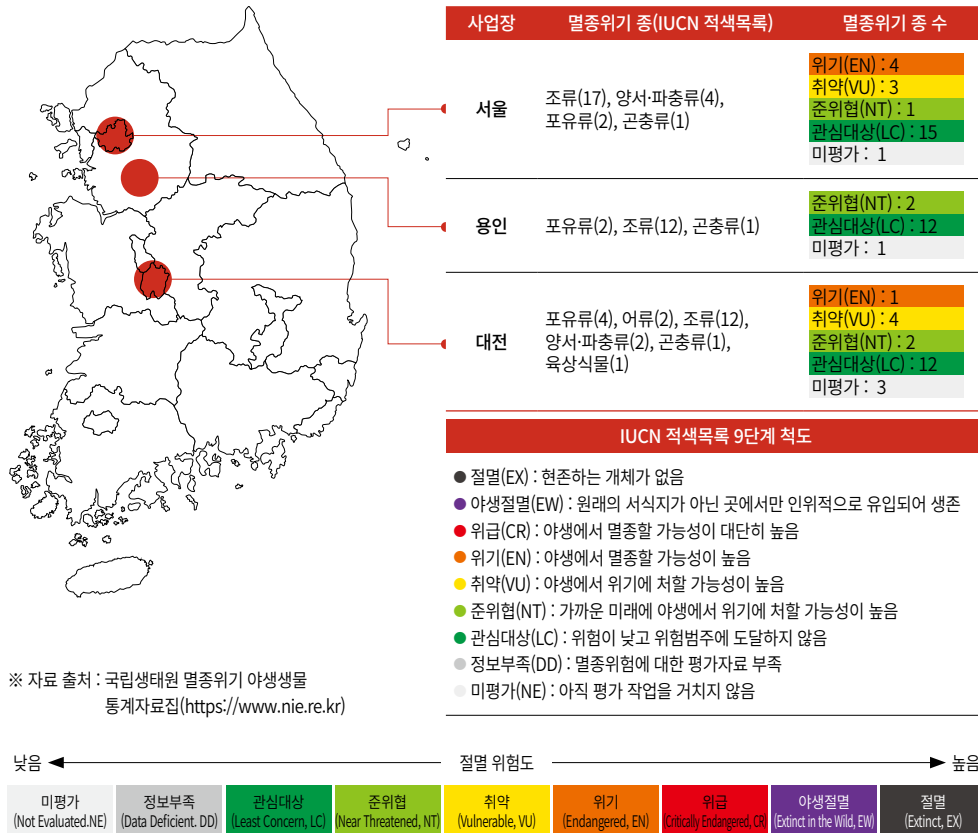 사업장 멸종위기 종(IUCN 적색목록) 멸종위기 종 수
서울
조류(17), 양서·파충류(4),
포유류(2), 곤충류(1)
위기(EN) : 4
취약(VU) : 3
준위협(NT) : 1
관심대상(LC) : 15
미평가 : 1
용인
포유류(2), 조류(12), 곤충류(1)
준위협(NT) : 2
관심대상(LC) : 12
미평가 : 1
대전
포유류(4), 어류(2), 조류(12),
양서·파충류(2), 곤충류(1),
육상식물(1)
위기(EN) : 1
취약(VU) : 4
준위협(NT) : 2
관심대상(LC) : 12
미평가 : 3
IUCN 적색목록 9단계 척도
절멸(EX) : 현존하는 개체가 없음
야생절멸(EW) : 원래의 서식지가 아닌 곳에서만 인위적으로 유입되어 생존
위급(CR) : 야생에서 멸종할 가능성이 대단히 높음
위기(EN) : 야생에서 멸종할 가능성이 높음
취약(VU) : 야생에서 위기에 처할 가능성이 높음
준위협(NT) : 가까운 미래에 야생에서 위기에 처할 가능성이 높음
관심대상(LC) : 위험이 낮고 위험범주에 도달하지 않음
정보부족(DD) : 멸종위험에 대한 평가자료 부족
미평가(NE) : 아직 평가 작업을 거치지 않음
※ 자료 출처 : 국립생태원 멸종위기 야생생물
통계자료집(https://www.nie.re.kr)
낮음 절멸 위험도 높음
미평가 정보부족 관심대상 준위협 취약 위기 위급 야생절멸 절멸
(Not Evaluated.NE) (Data Deficient. DD) (Least Concern, LC) (Near Threatened, NT) (Vulnerable, VU) (Endangered, EN) (Critically Endangered, CR) (Extinct in the Wild, EW) (Extinct, EX)